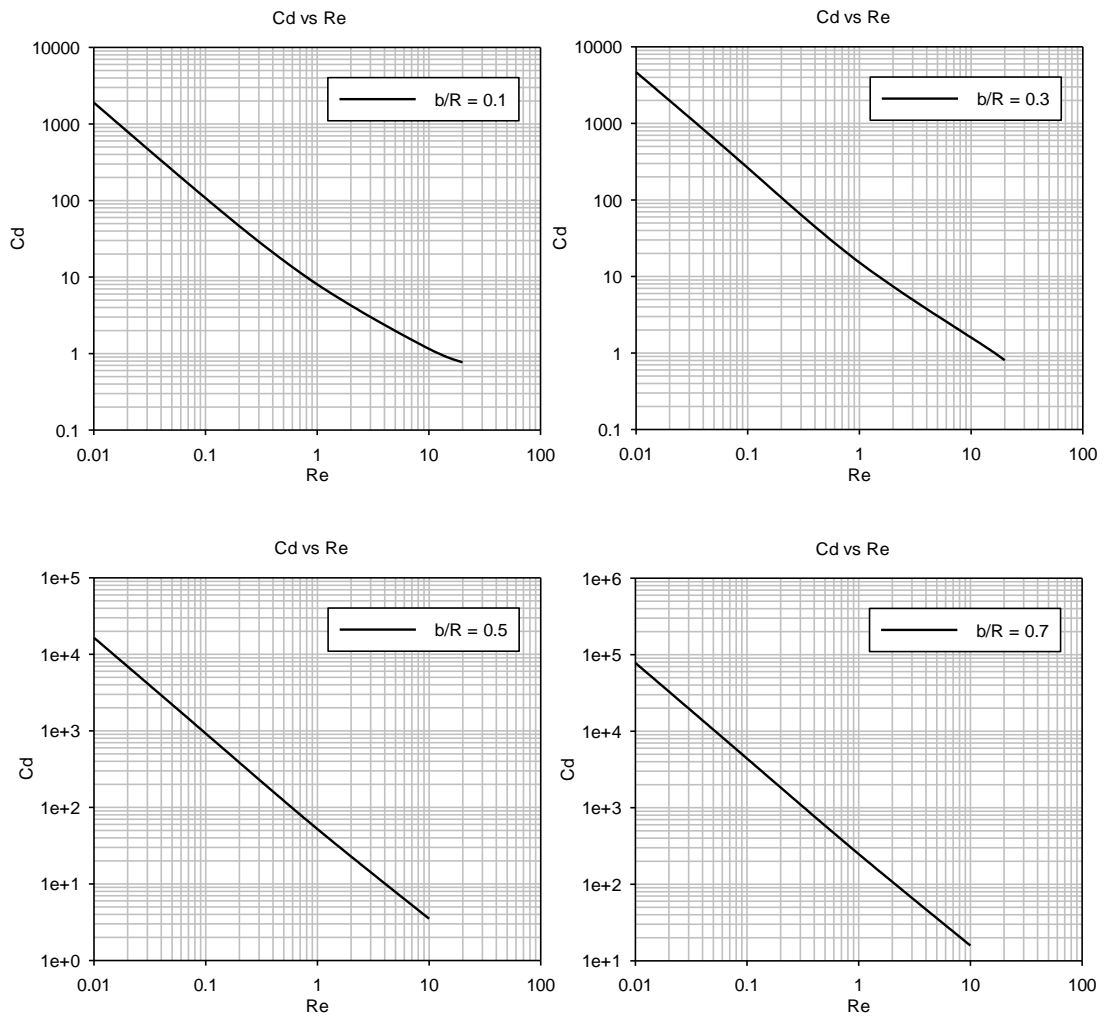 Cd vs Re
10000
1000
100
10
1
0.1
Cd
b/R = 0.1
0.01 0.1 1 10 100
Re
Cd vs Re
10000
1000
100
10
1
0.1
Cd
b/R = 0.3
0.01 0.1 1 10 100
Re
Cd vs Re
1e+5
1e+4
1e+3
1e+2
1e+1
1e+0
Cd
b/R = 0.5
0.01 0.1 1 10 100
Re
Cd vs Re
1e+6
1e+5
1e+4
1e+3
1e+2
1e+1
Cd
b/R = 0.7
0.01 0.1 1 10 100
Re